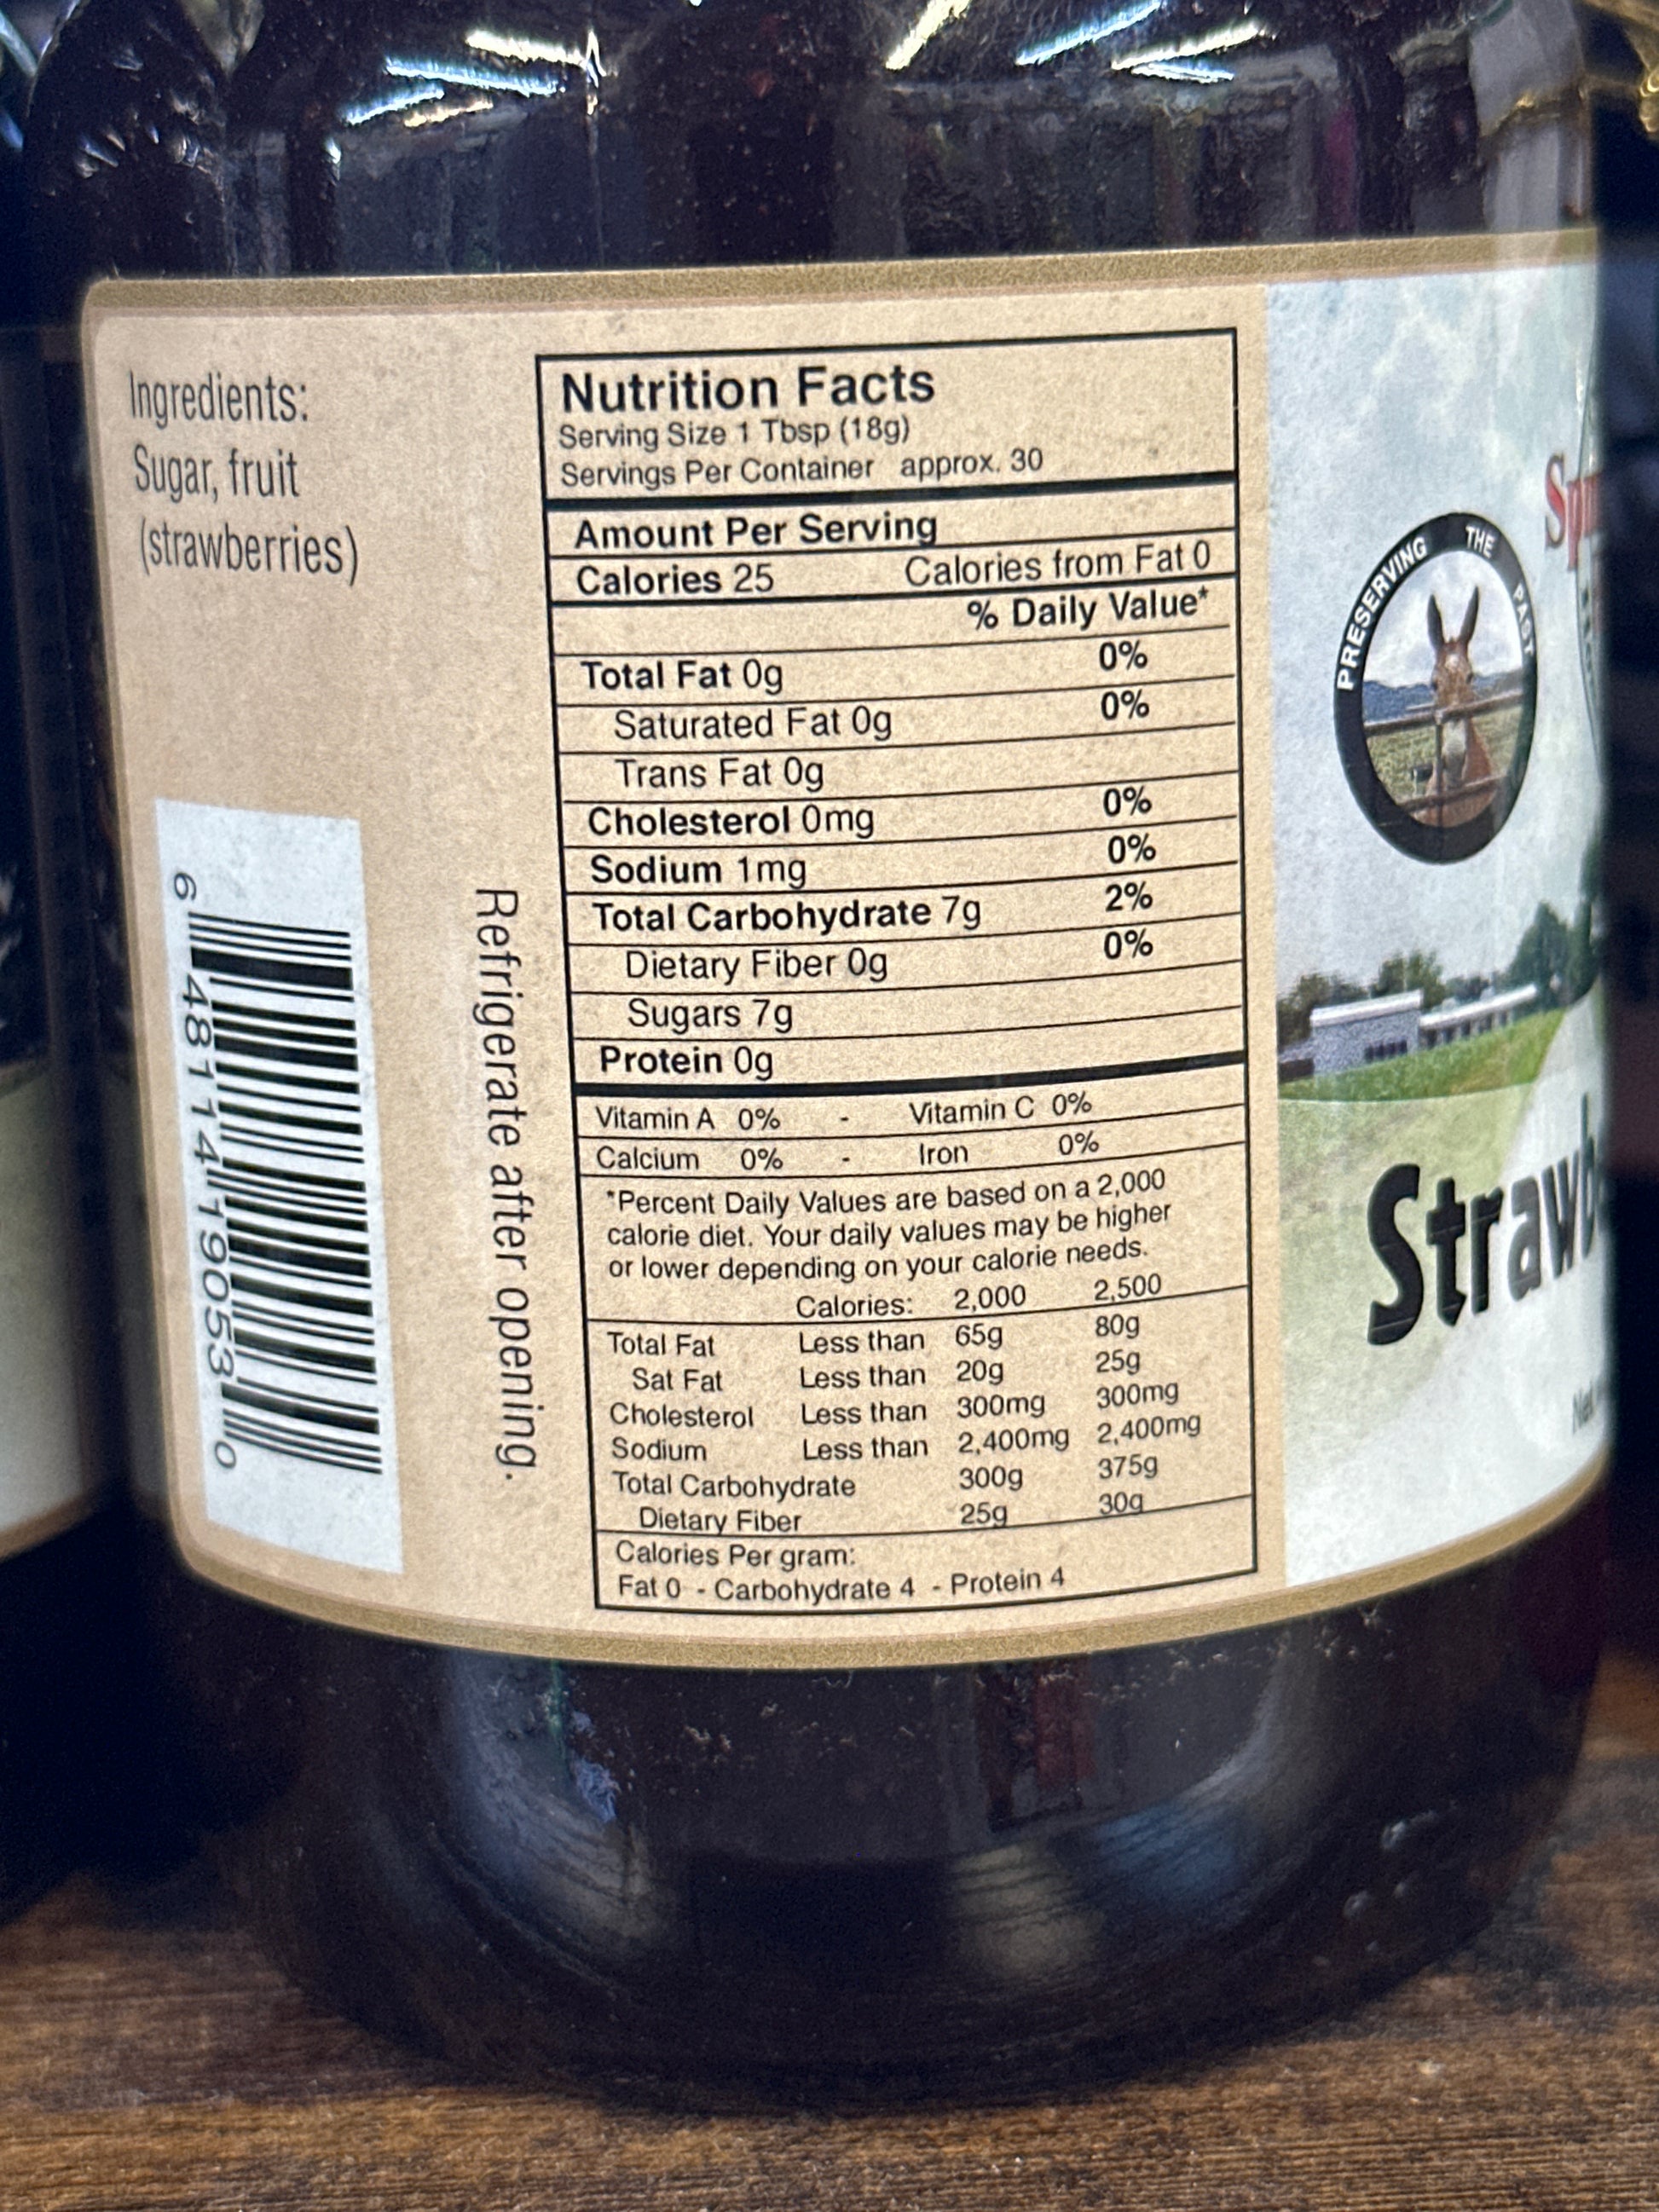 Ingredients:
Sugar, fruit
(strawberries)
6 48114 19053 0
Refrigerate after opening.
Nutrition Facts
Serving Size 1 Tbsp (18g)
Servings Per Container approx. 30
Amount Per Serving
Calories 25 Calories from Fat 0
% Daily Value*
Total Fat 0g 0%
Saturated Fat 0g 0%
Trans Fat 0g
Cholesterol 0mg 0%
Sodium 1mg 0%
Total Carbohydrate 7g 2%
Dietary Fiber 0g 0%
Sugars 7g
Protein 0g
Vitamin A 0% - Vitamin C 0%
Calcium 0% - Iron 0%
*Percent Daily Values are based on a 2,000
calorie diet. Your daily values may be higher
or lower depending on your calorie needs.
Calories: 2,000 2,500
Total Fat Less than 65g 80g
Sat Fat Less than 20g 25g
Cholesterol Less than 300mg 300mg
Sodium Less than 2,400mg 2,400mg
Total Carbohydrate 300g 375g
Dietary Fiber 25g 30g
Calories Per gram:
Fat 0 - Carbohydrate 4 - Protein 4
PRESERVING THE PAST
Strawb